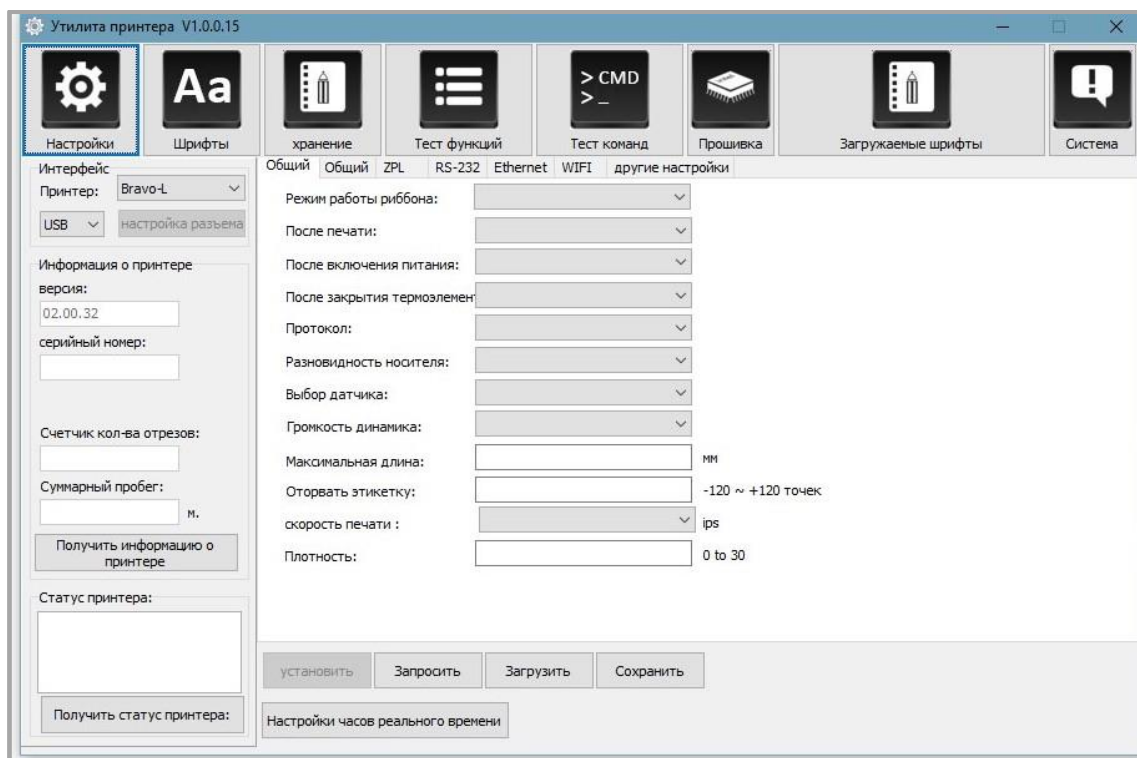 Утилита принтера V1.0.0.15
Aa
> CMD
> _
Настройки
Шрифты
хранение
Тест функций
Тест команд
Прошивка
Загружаемые шрифты
Система
Интерфейс
Принтер: Bravo-L
USB настройка разъема
Информация о принтере
версия:
02.00.32
серийный номер:
Счетчик кол-ва отрезов:
Суммарный пробег:
м.
Получить информацию о
принтере
Статус принтера:
Получить статус принтера:
Общий Общий ZPL RS-232 Ethernet WIFI другие настройки
Режим работы риббона:
После печати:
После включения питания:
После закрытия термоэлемент
Протокол:
Разновидность носителя:
Выбор датчика:
Громкость динамика:
Максимальная длина: мм
Оторвать этикетку: -120 ~ +120 точек
скорость печати : ips
Плотность: 0 to 30
установить Запросить Загрузить Сохранить
Настройки часов реального времени